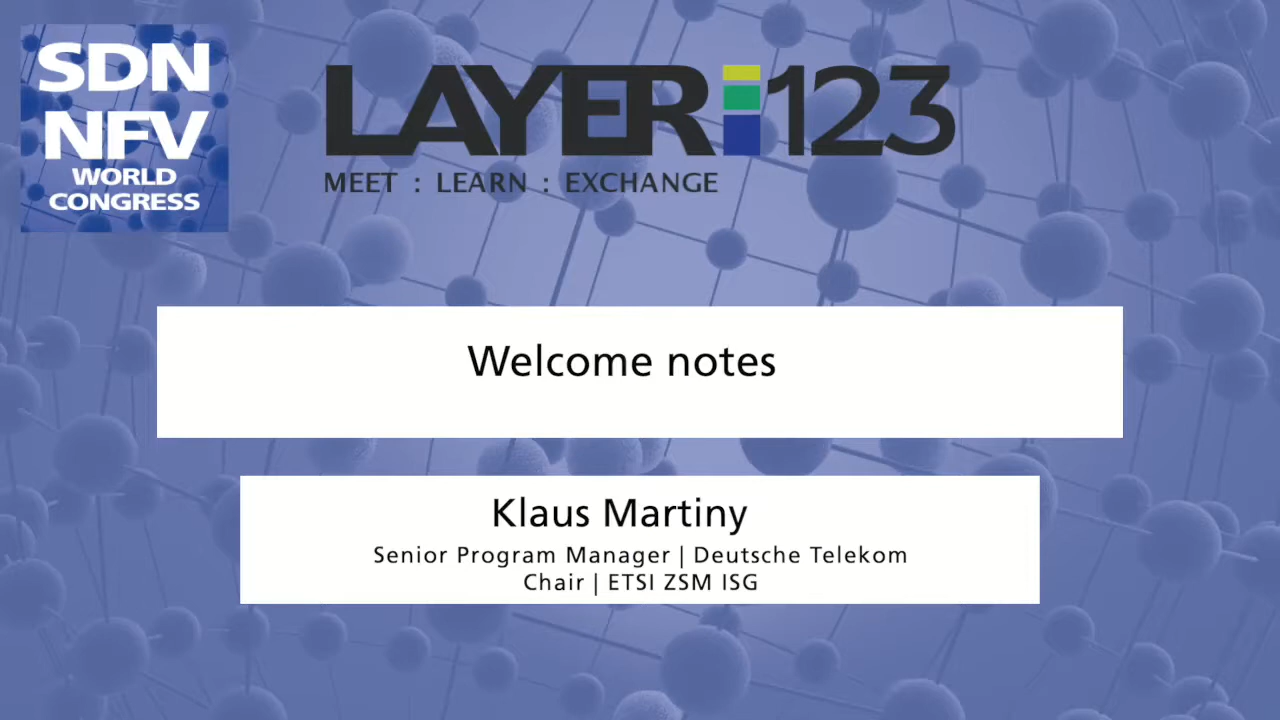 SDN
NFV
WORLD
CONGRESS
LAYER123
MEET : LEARN : EXCHANGE
Welcome notes
Klaus Martiny
Senior Program Manager | Deutsche Telekom
Chair | ETSI ZSM ISG